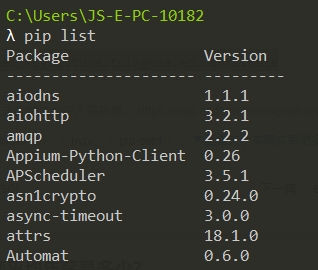 C:\Users\JS-E-PC-10182
λ pip list
Package Version
-------------------- ---------
aiodns 1.1.1
aiohttp 3.2.1
amqp 2.2.2
Appium-Python-Client 0.26
APScheduler 3.5.1
asn1crypto 0.24.0
async-timeout 3.0.0
attrs 18.1.0
Automat 0.6.0